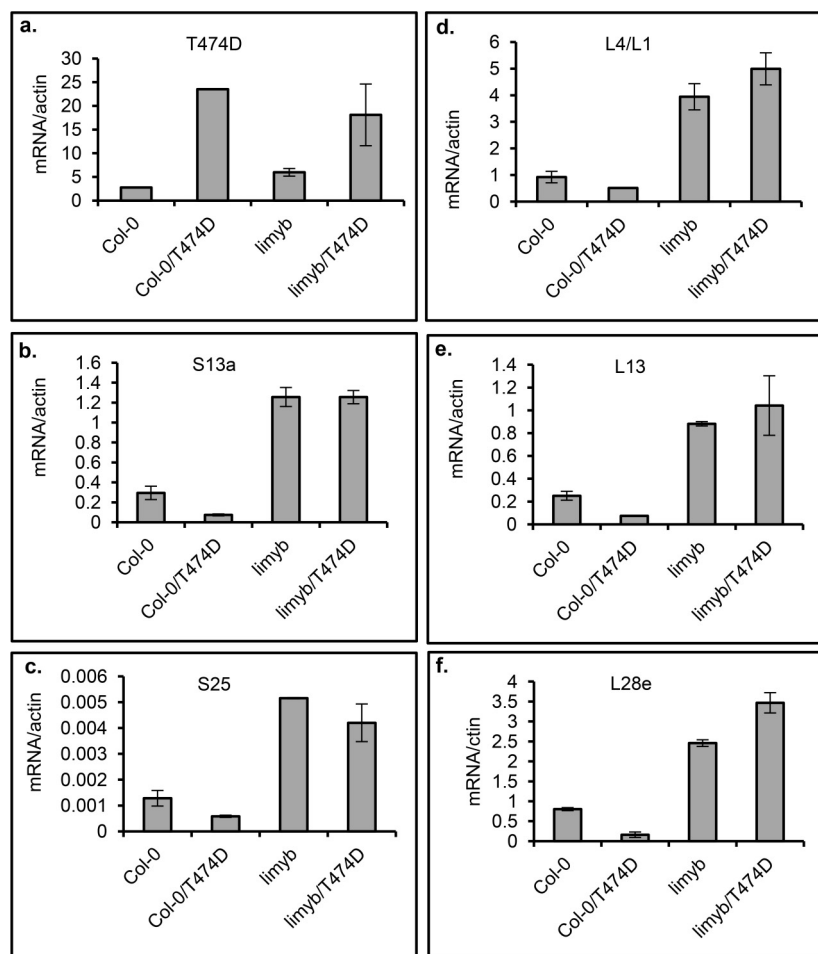 a.
T474D
mRNA/actin
30
25
20
15
10
5
0
Col-0
Col-0/T474D
limyb
limyb/T474D
d.
L4/L1
mRNA/actin
6
5
4
3
2
1
0
Col-0
Col-0/T474D
limyb
limyb/T474D
b.
S13a
mRNA/actin
1.6
1.4
1.2
1
0.8
0.6
0.4
0.2
0
Col-0
Col-0/T474D
limyb
limyb/T474D
e.
L13
mRNA/actin
1.4
1.2
1
0.8
0.6
0.4
0.2
0
Col-0
Col-0/T474D
limyb
limyb/T474D
c.
S25
mRNA/actin
0.006
0.005
0.004
0.003
0.002
0.001
0
Col-0
Col-0/T474D
limyb
limyb/T474D
f.
L28e
mRNA/ctin
4
3.5
3
2.5
2
1.5
1
0.5
0
Col-0
Col-0/T474D
limyb
limyb/T474D